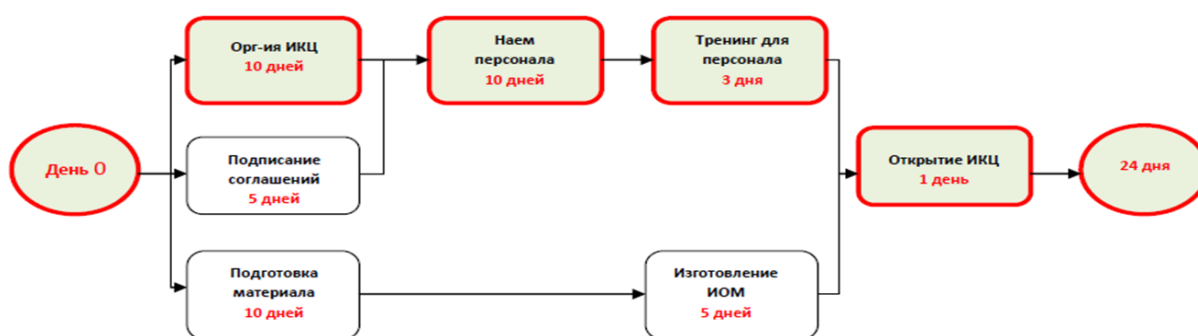 Орг-ия ИКЦ
10 дней
Наем
персонала
10 дней
Тренинг для
персонала
3 дня
День 0
Подписание
соглашений
5 дней
Открытие ИКЦ
1 день
24 дня
Подготовка
материала
10 дней
Изготовление
ИОМ
5 дней